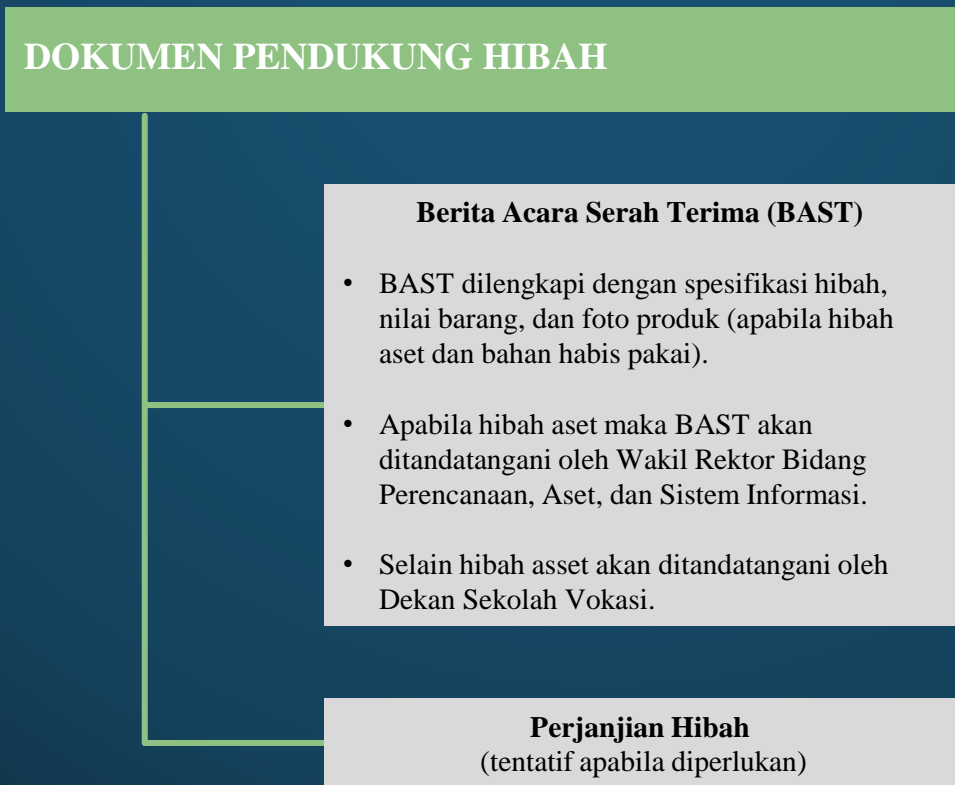 DOKUMEN PENDUKUNG HIBAH
Berita Acara Serah Terima (BAST)
• BAST dilengkapi dengan spesifikasi hibah,
nilai barang, dan foto produk (apabila hibah
aset dan bahan habis pakai).
• Apabila hibah aset maka BAST akan
ditandatangani oleh Wakil Rektor Bidang
Perencanaan, Aset, dan Sistem Informasi.
• Selain hibah asset akan ditandatangani oleh
Dekan Sekolah Vokasi.
Perjanjian Hibah
(tentatif apabila diperlukan)